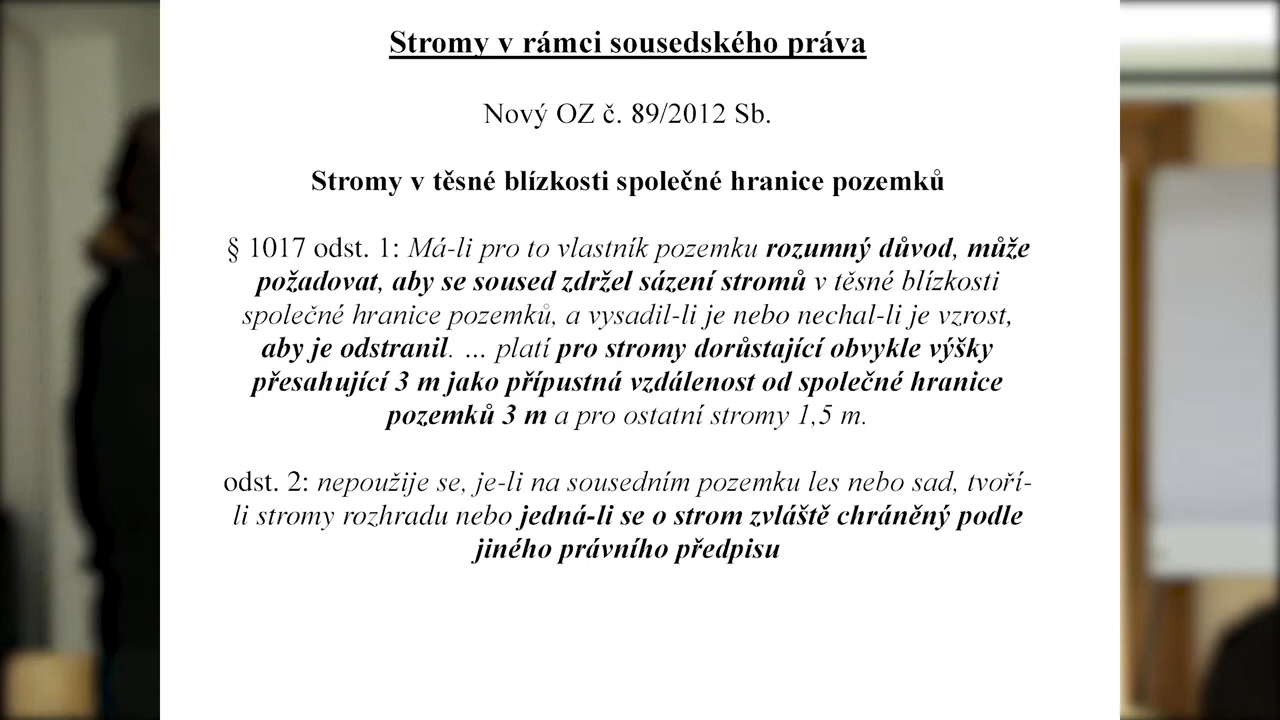 Stromy v rámci sousedského práva
Nový OZ č. 89/2012 Sb.
Stromy v těsné blízkosti společné hranice pozemků
§ 1017 odst. 1: Má-li pro to vlastník pozemku rozumný důvod, může
požadovat, aby se soused zdržel sázení stromů v těsné blízkosti
společné hranice pozemků, a vysadil-li je nebo nechal-li je vzrost,
aby je odstranil. … platí pro stromy dorůstající obvykle výšky
přesahující 3 m jako přípustná vzdálenost od společné hranice
pozemků 3 m a pro ostatní stromy 1,5 m.
odst. 2: nepoužije se, je-li na sousedním pozemku les nebo sad, tvoří-
li stromy rozhradu nebo jedná-li se o strom zvláště chráněný podle
jiného právního předpisu